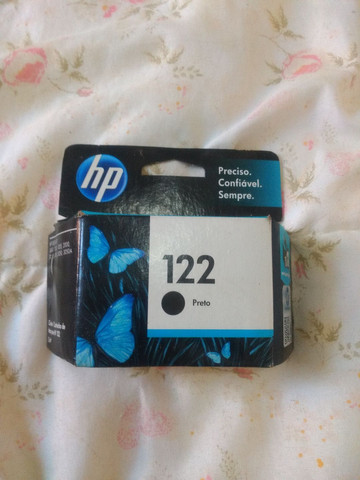 hp
Preciso.
Confiável.
Sempre.
122
Preto